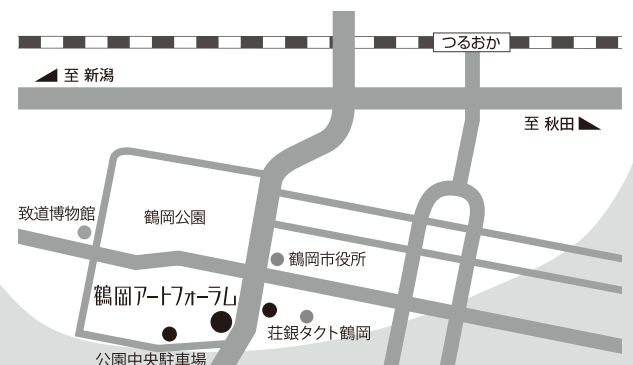 つるおか
至 新潟
至 秋田
致道博物館
鶴岡公園
鶴岡市役所
鶴岡アートフォーラム
荘銀タクト鶴岡
公園中央駐車場